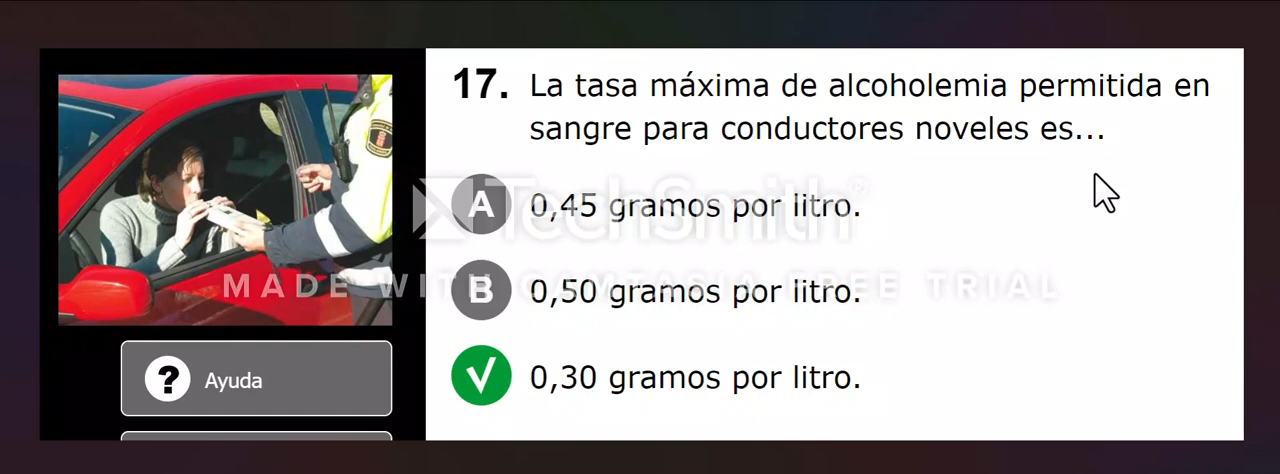 17. La tasa máxima de alcoholemia permitida en
sangre para conductores noveles es...
A 0,45 gramos por litro.
TechSmith®
MADE WITH CAMTASIA FREE TRIAL
B 0,50 gramos por litro.
0,30 gramos por litro.
? Ayuda